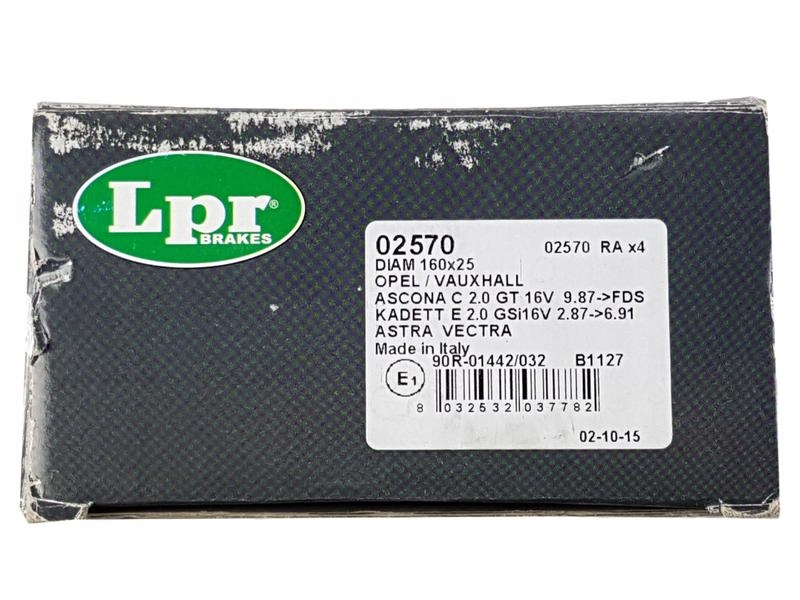 Lpr®
BRAKES
02570 02570 RA x4
DIAM 160x25
OPEL / VAUXHALL
ASCONA C 2.0 GT 16V 9.87->FDS
KADETT E 2.0 GSi16V 2.87->6.91
ASTRA VECTRA
Made in Italy
90R-01442/032 B1127
E1
8 032532 037782
02-10-15